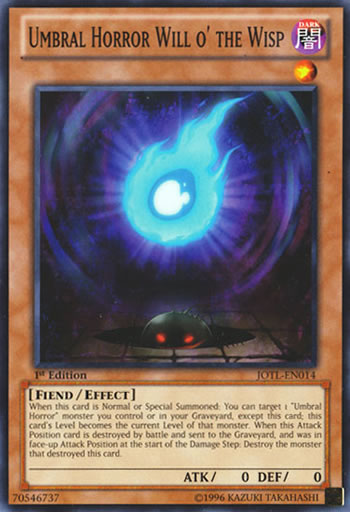 UMBRAL HORROR WILL O' THE WISP
DARK
闇
1st Edition
JOTL-EN014
[FIEND / EFFECT]
When this card is Normal or Special Summoned: You can target 1 "Umbral
Horror" monster you control or in your Graveyard, except this card; this
card's Level becomes the current Level of that monster. When this Attack
Position card is destroyed by battle and sent to the Graveyard, and was in
face-up Attack Position at the start of the Damage Step: Destroy the monster
that destroyed this card.
ATK / 0 DEF / 0
70546737
©1996 KAZUKI TAKAHASHI